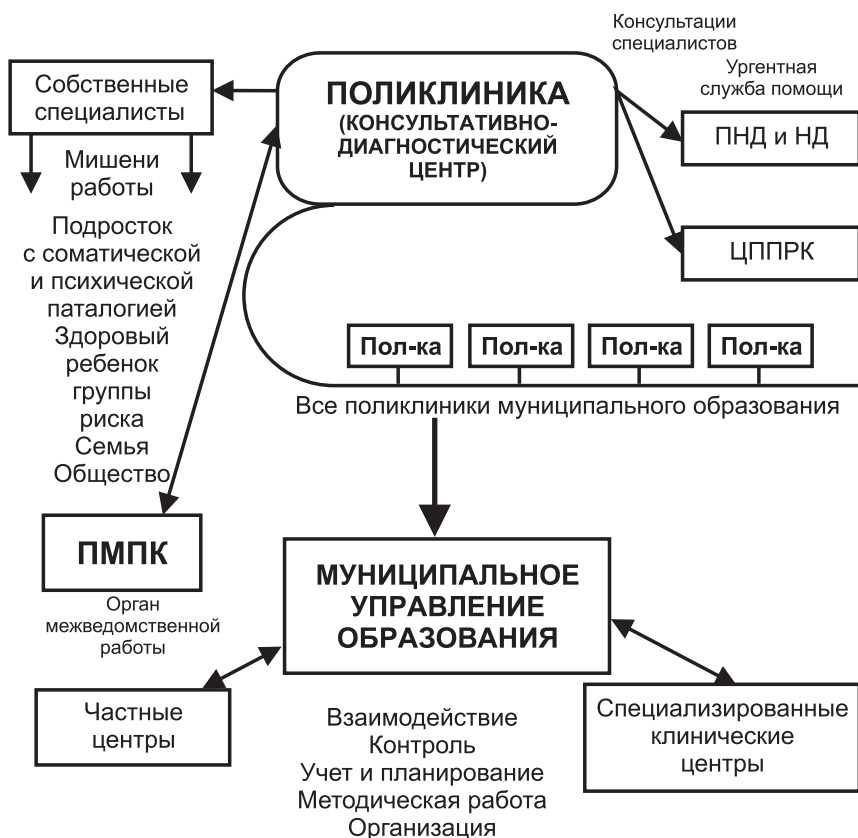 Консультации
специалистов
Ургентная
служба помощи
Собственные
специалисты
ПОЛИКЛИНИКА
(КОНСУЛЬТАТИВНО-
ДИАГНОСТИЧЕСКИЙ
ЦЕНТР)
ПНД и НД
ЦППРК
Мишени
работы
Подросток
с соматической
и психической
паталогией
Здоровый
ребенок
группы
риска
Семья
Общество
Пол-ка
Пол-ка
Пол-ка
Пол-ка
Все поликлиники муниципального образования
ПМПК
Орган
межведомственной
работы
МУНИЦИПАЛЬНОЕ
УПРАВЛЕНИЕ
ОБРАЗОВАНИЯ
Частные
центры
Специализированные
клинические
центры
Взаимодействие
Контроль
Учет и планирование
Методическая работа
Организация